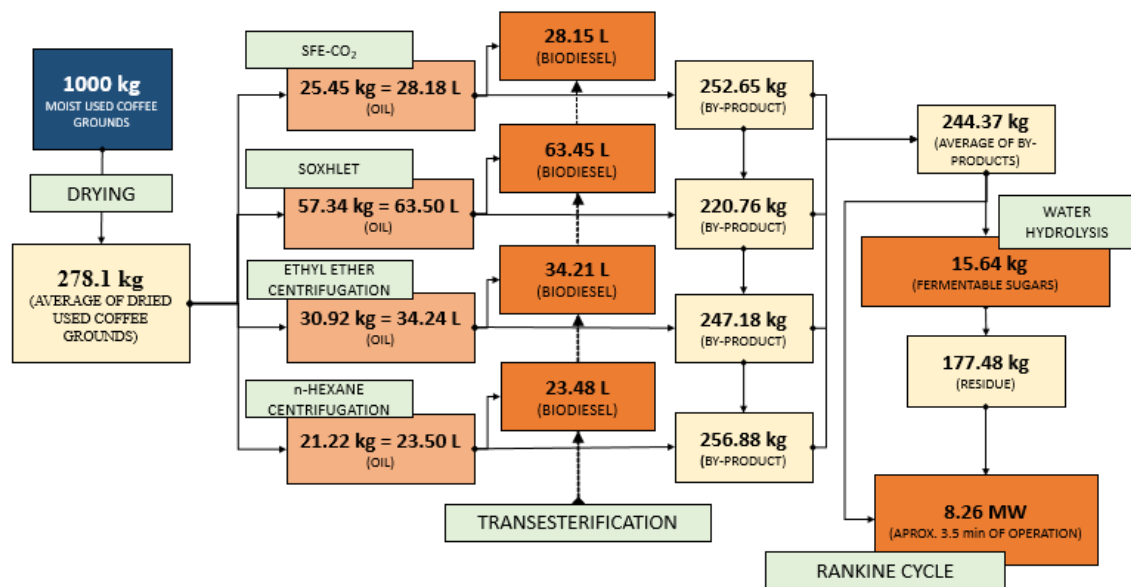 1000 kg
MOIST USED COFFEE
GROUNDS
DRYING
278.1 kg
(AVERAGE OF DRIED
USED COFFEE
GROUNDS)
SFE-CO₂
25.45 kg = 28.18 L
(OIL)
28.15 L
(BIODIESEL)
252.65 kg
(BY-PRODUCT)
SOXHLET
57.34 kg = 63.50 L
(OIL)
63.45 L
(BIODIESEL)
220.76 kg
(BY-PRODUCT)
ETHYL ETHER
CENTRIFUGATION
30.92 kg = 34.24 L
(OIL)
34.21 L
(BIODIESEL)
247.18 kg
(BY-PRODUCT)
n-HEXANE
CENTRIFUGATION
21.22 kg = 23.50 L
(OIL)
23.48 L
(BIODIESEL)
256.88 kg
(BY-PRODUCT)
TRANSESTERIFICATION
244.37 kg
(AVERAGE OF BY-
PRODUCTS)
WATER
HYDROLYSIS
15.64 kg
(FERMENTABLE SUGARS)
177.48 kg
(RESIDUE)
8.26 MW
(APROX. 3.5 min OF OPERATION)
RANKINE CYCLE